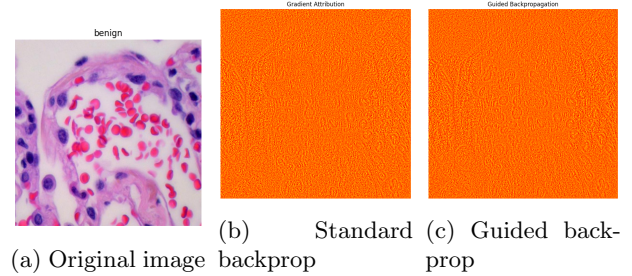 benign
Gradient Attribution
Guided Backpropagation
(a) Original image
(b) Standard
backprop
(c) Guided back-
prop